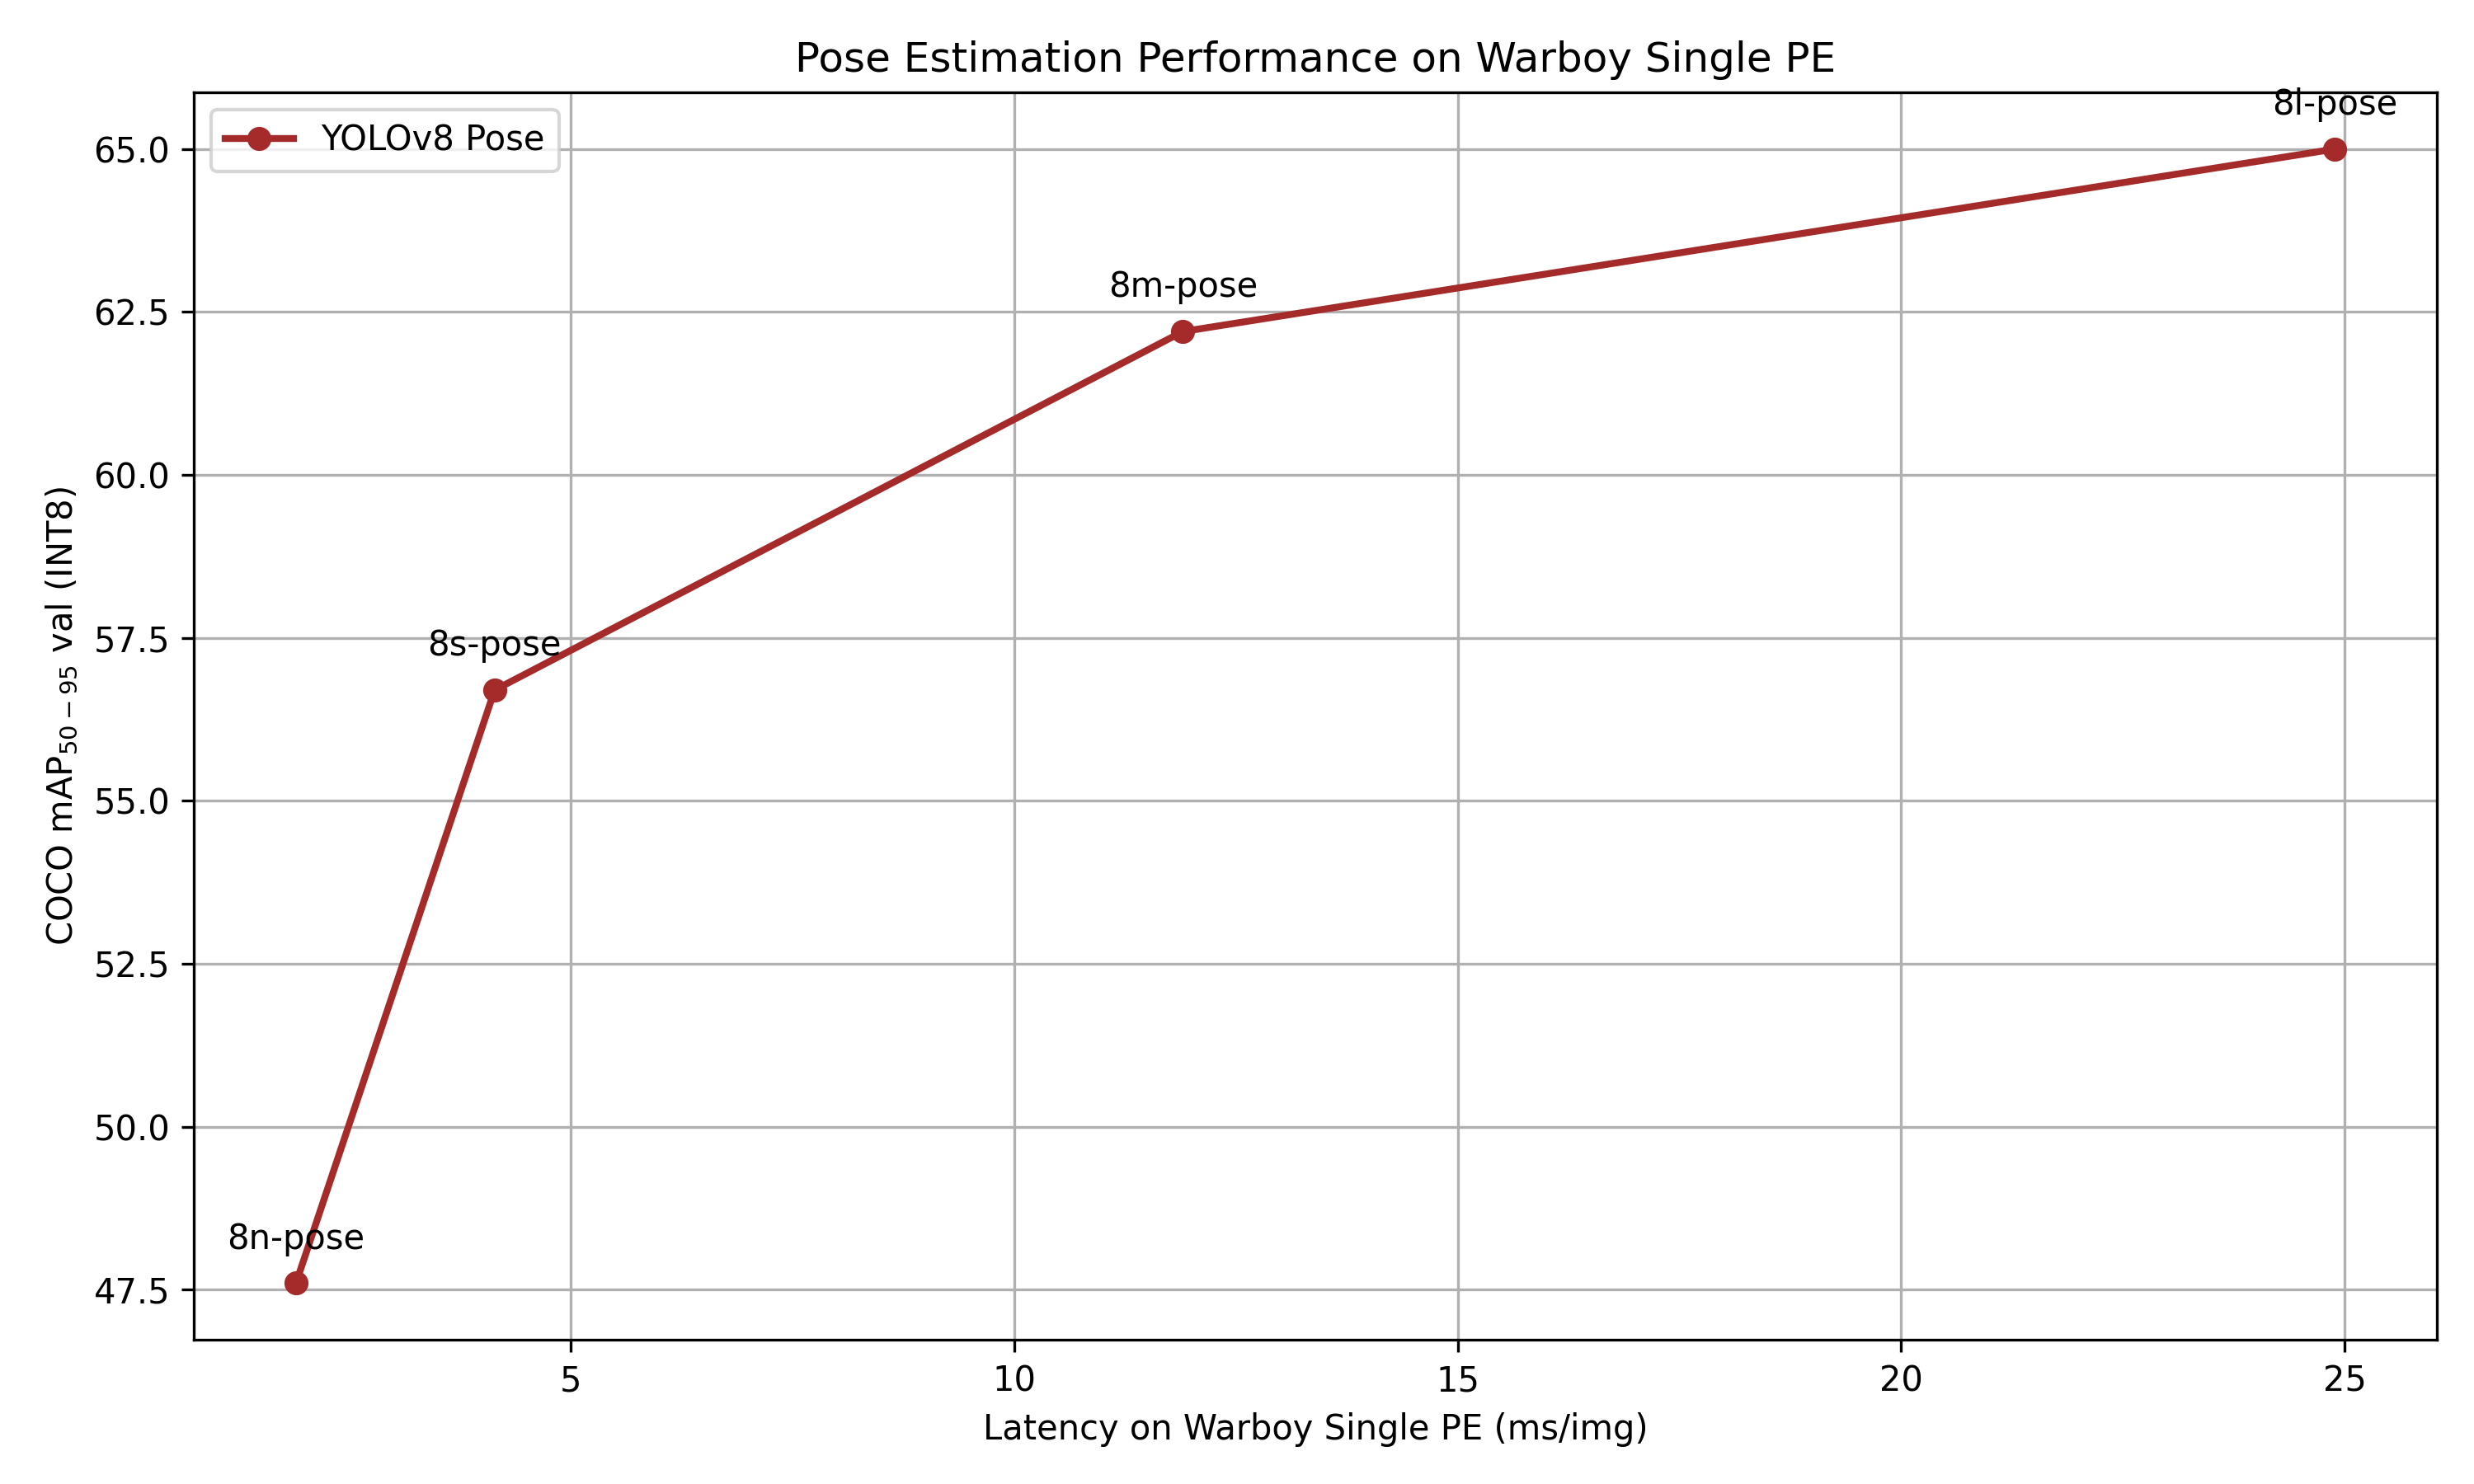 Pose Estimation Performance on Warboy Single PE
YOLOv8 Pose
8l-pose
8m-pose
8s-pose
8n-pose
65.0
62.5
60.0
57.5
55.0
52.5
50.0
47.5
COCO mAP50−95 val (INT8)
5 10 15 20 25
Latency on Warboy Single PE (ms/img)